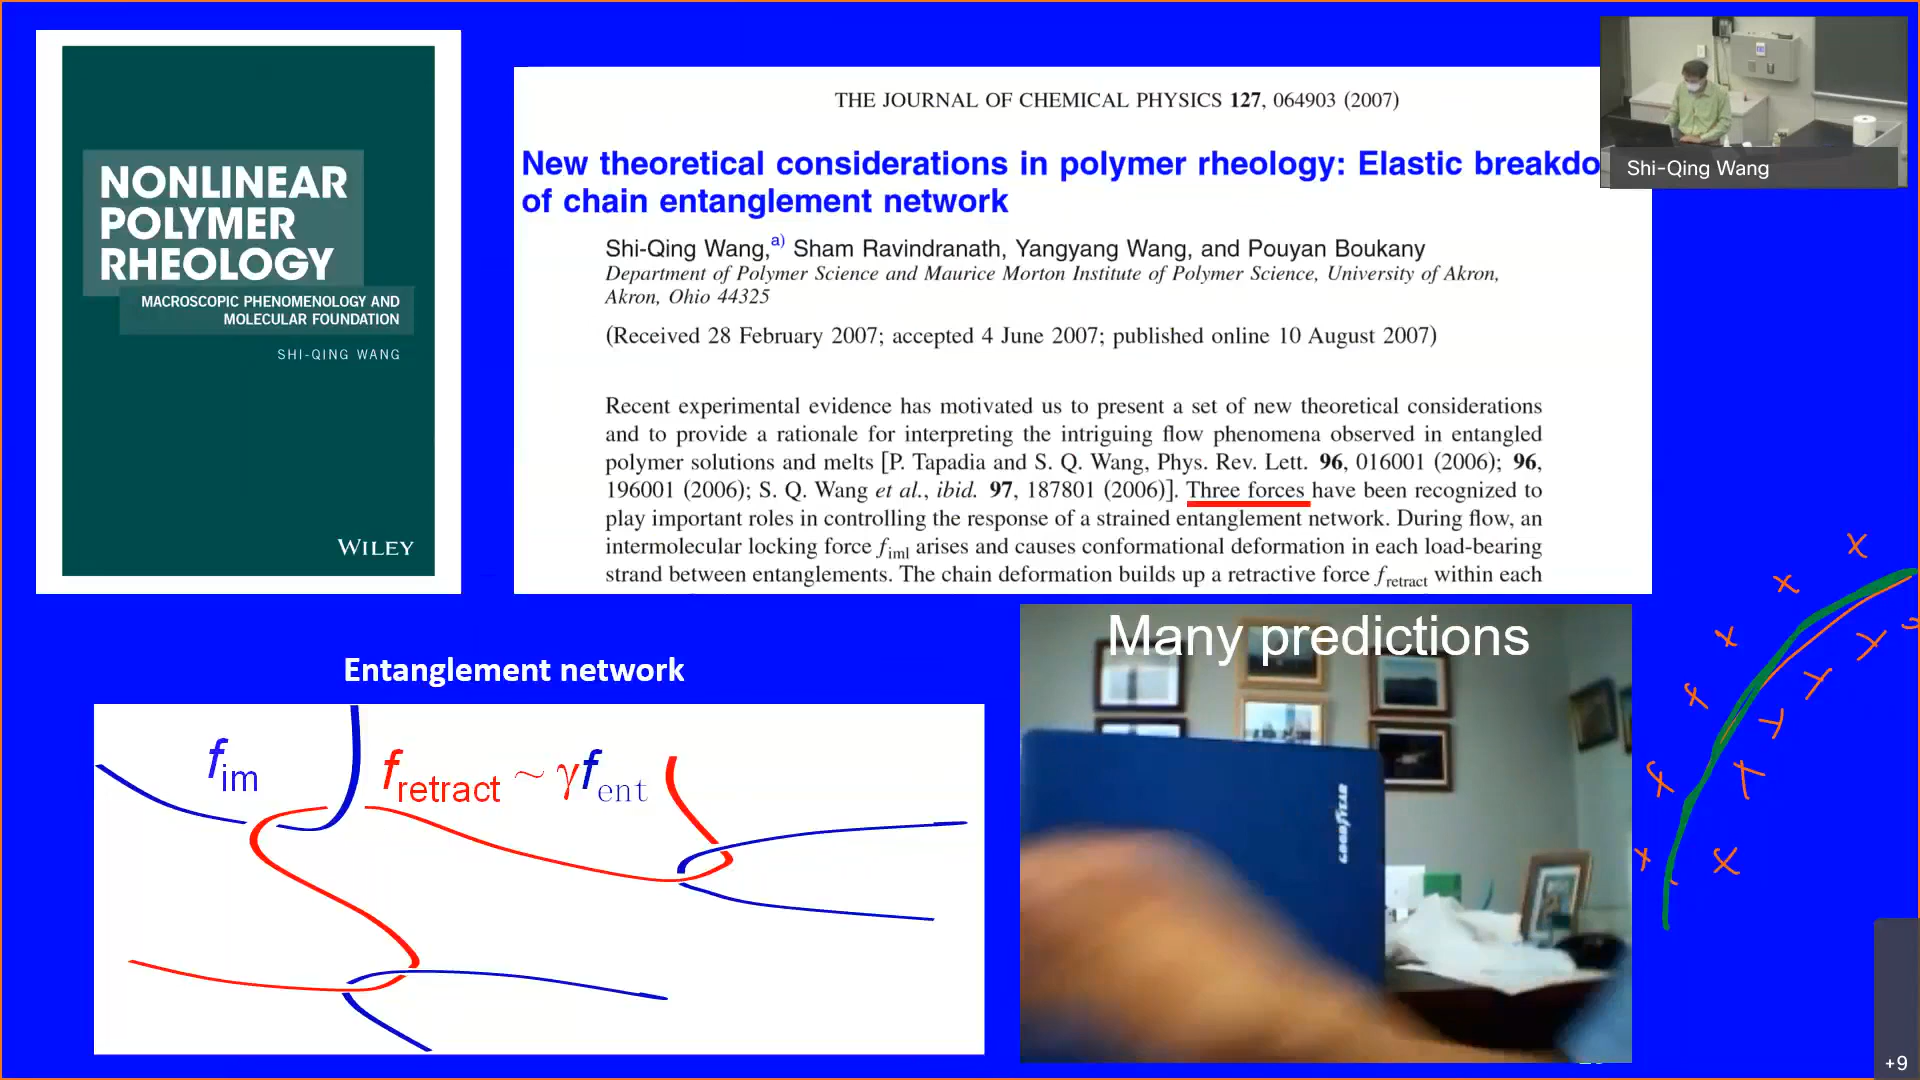 NONLINEAR
POLYMER
RHEOLOGY
MACROSCOPIC PHENOMENOLOGY AND
MOLECULAR FOUNDATION
SHI-QING WANG
WILEY
THE JOURNAL OF CHEMICAL PHYSICS 127, 064903 (2007)
New theoretical considerations in polymer rheology: Elastic breakdo
of chain entanglement network
Shi-Qing Wang,a) Sham Ravindranath, Yangyang Wang, and Pouyan Boukany
Department of Polymer Science and Maurice Morton Institute of Polymer Science, University of Akron,
Akron, Ohio 44325
(Received 28 February 2007; accepted 4 June 2007; published online 10 August 2007)
Recent experimental evidence has motivated us to present a set of new theoretical considerations
and to provide a rationale for interpreting the intriguing flow phenomena observed in entangled
polymer solutions and melts [P. Tapadia and S. Q. Wang, Phys. Rev. Lett. 96, 016001 (2006); 96,
196001 (2006); S. Q. Wang et al., ibid. 97, 187801 (2006)]. Three forces have been recognized to
play important roles in controlling the response of a strained entanglement network. During flow, an
intermolecular locking force f_iml arises and causes conformational deformation in each load-bearing
strand between entanglements. The chain deformation builds up a retractive force f_retract within each
Shi-Qing Wang
Entanglement network
f_im
f_retract ~ γf_ent
Many predictions
GOODYEAR
+9